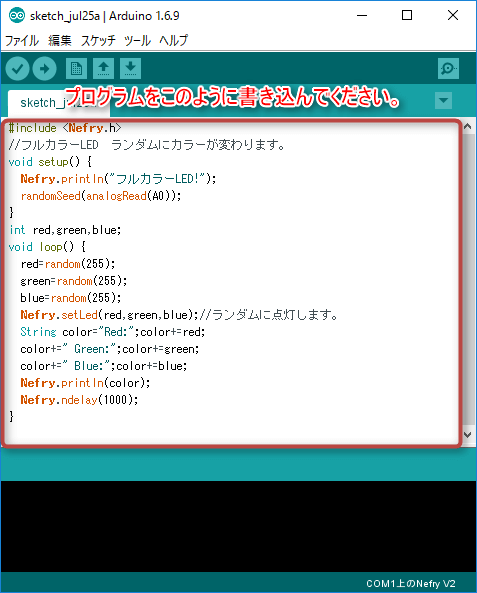 sketch_jul25a | Arduino 1.6.9
ファイル 編集 スケッチ ツール ヘルプ
プログラムをこのように書き込んでください。
#include <Nefry.h>
//フルカラーLED　ランダムにカラーが変わります。
void setup() {
  Nefry.println("フルカラーLED!");
  randomSeed(analogRead(A0));
}
int red,green,blue;
void loop() {
  red=random(255);
  green=random(255);
  blue=random(255);
  Nefry.setLed(red,green,blue);//ランダムに点灯します。
  String color="Red:";color+=red;
  color+=" Green:";color+=green;
  color+=" Blue:";color+=blue;
  Nefry.println(color);
  Nefry.ndelay(1000);
}
COM1上のNefry V2